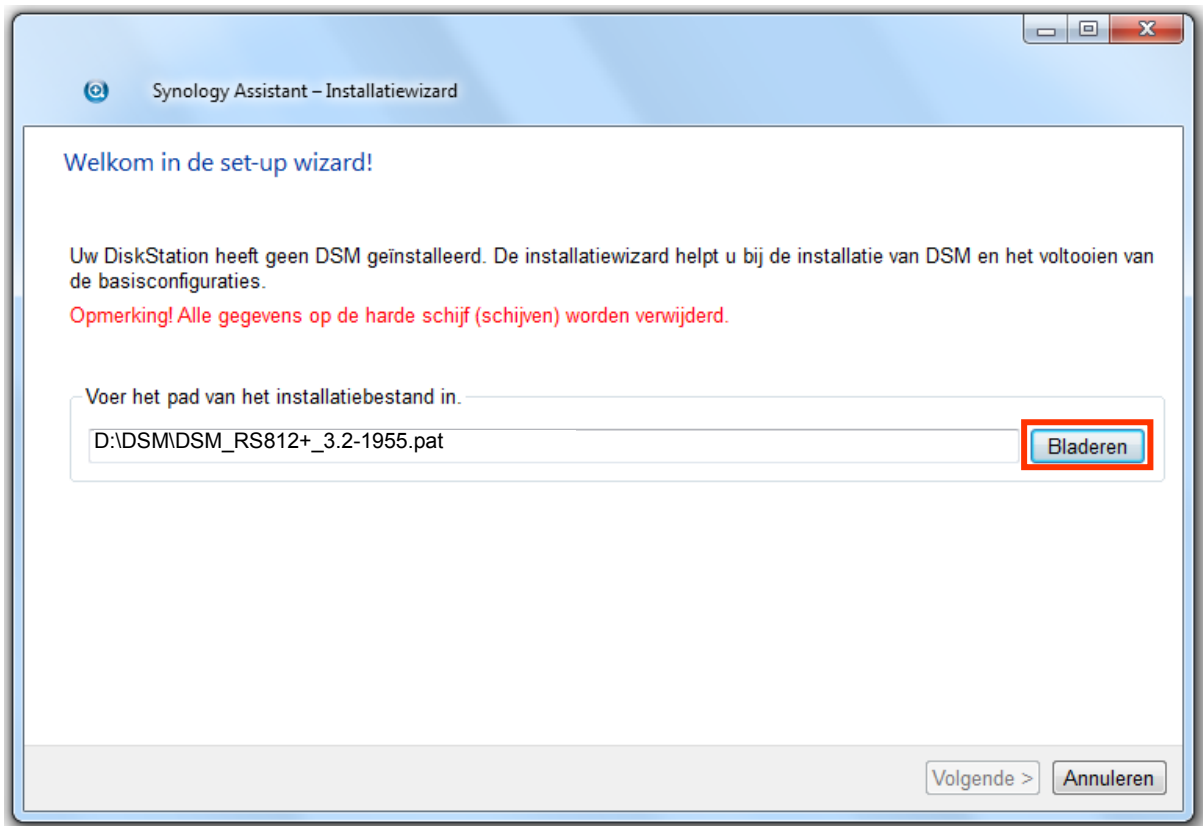 Synology Assistant – Installatiewizard
Welkom in de set-up wizard!
Uw DiskStation heeft geen DSM geïnstalleerd. De installatiewizard helpt u bij de installatie van DSM en het voltooien van
de basisconfiguraties.
Opmerking! Alle gegevens op de harde schijf (schijven) worden verwijderd.
Voer het pad van het installatiebestand in.
D:\DSM\DSM_RS812+_3.2-1955.pat
Bladeren
Volgende >
Annuleren